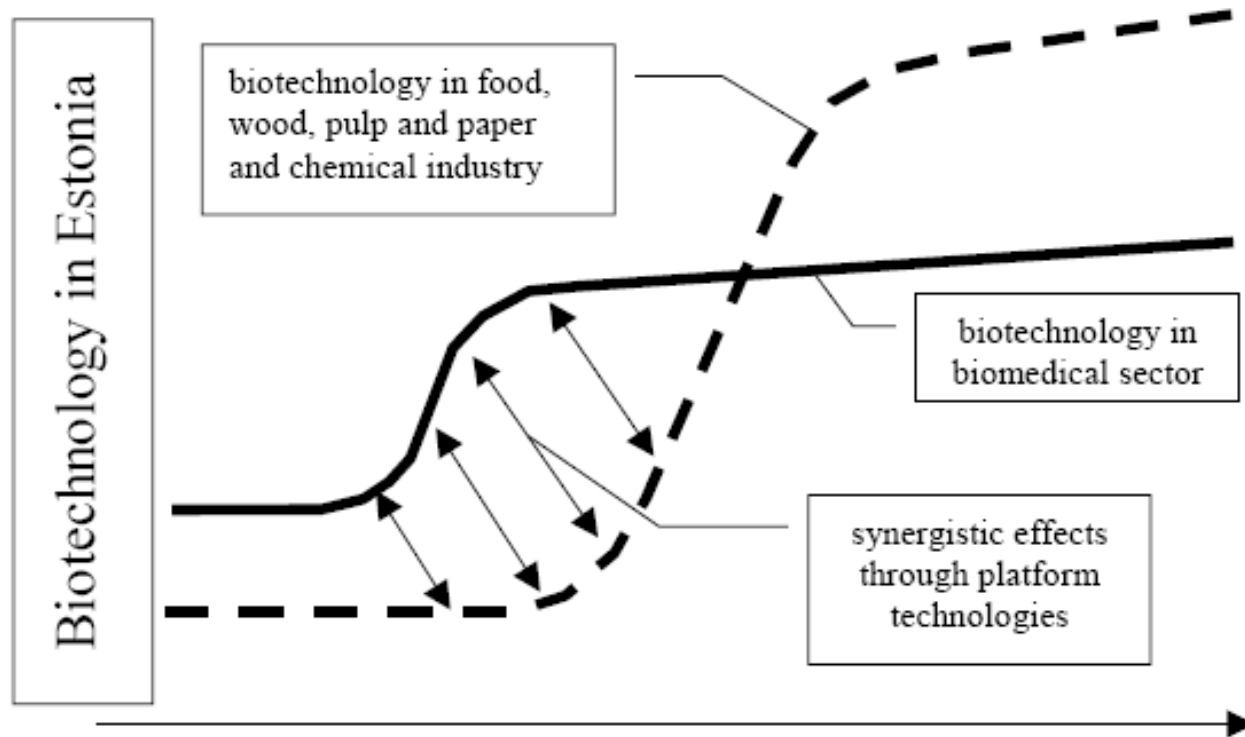 Biotechnology in Estonia
biotechnology in food,
wood, pulp and paper
and chemical industry
biotechnology in
biomedical sector
synergistic effects
through platform
technologies